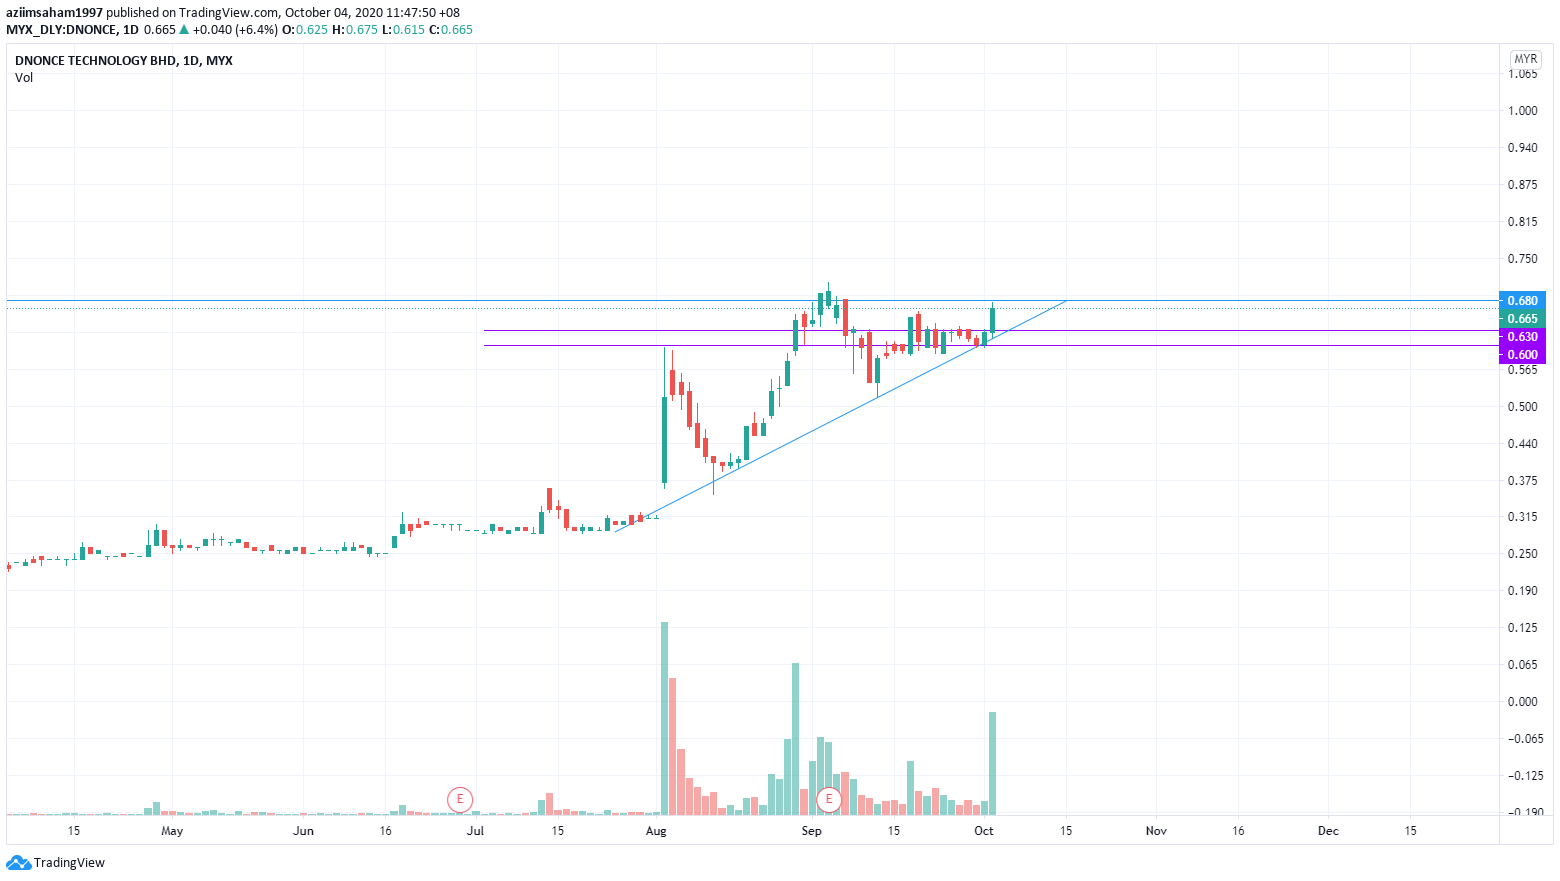 aziimsaham1997 published on TradingView.com, October 04, 2020 11:47:50 +08
MYX_DLY:DNONCE, 1D 0.665 ▲ +0.040 (+6.4%) O:0.625 H:0.675 L:0.615 C:0.665
DNONCE TECHNOLOGY BHD, 1D, MYX
Vol
MYR
1.065
1.000
0.940
0.875
0.815
0.750
0.680
0.665
0.630
0.600
0.565
0.500
0.440
0.375
0.315
0.250
0.190
0.125
0.065
0.000
−0.065
−0.125
−0.190
E E
15 May Jun 16 Jul 15 Aug Sep 15 Oct 15 Nov 16 Dec 15
TradingView